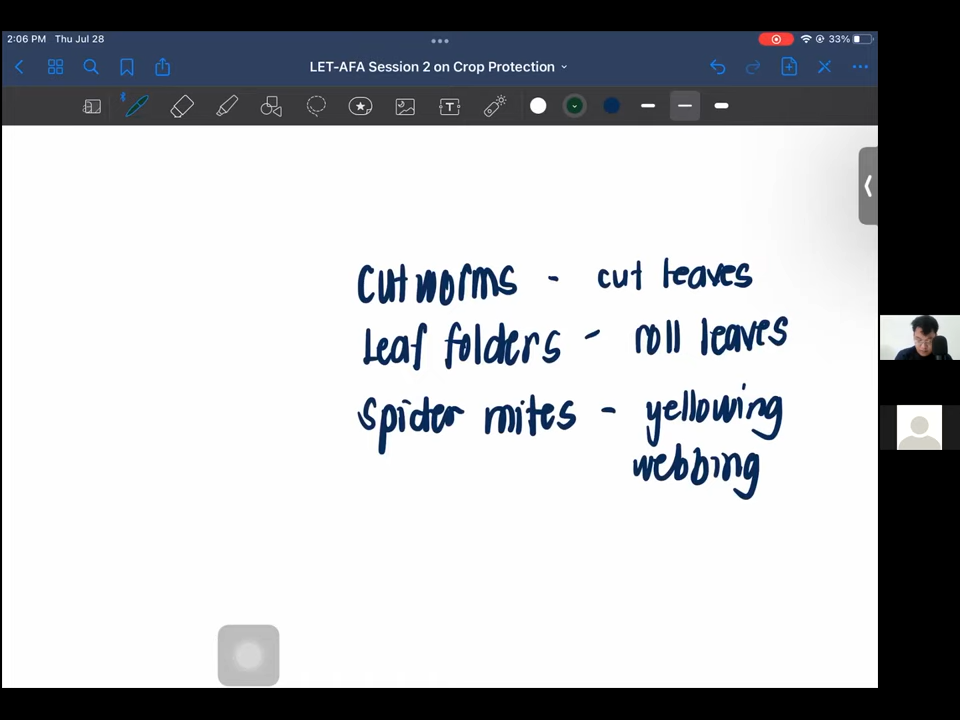 2:06 PM Thu Jul 28
33%
LET-AFA Session 2 on Crop Protection
cutworms - cut leaves
Leaf folders - roll leaves
spider mites - yellowing
webbing